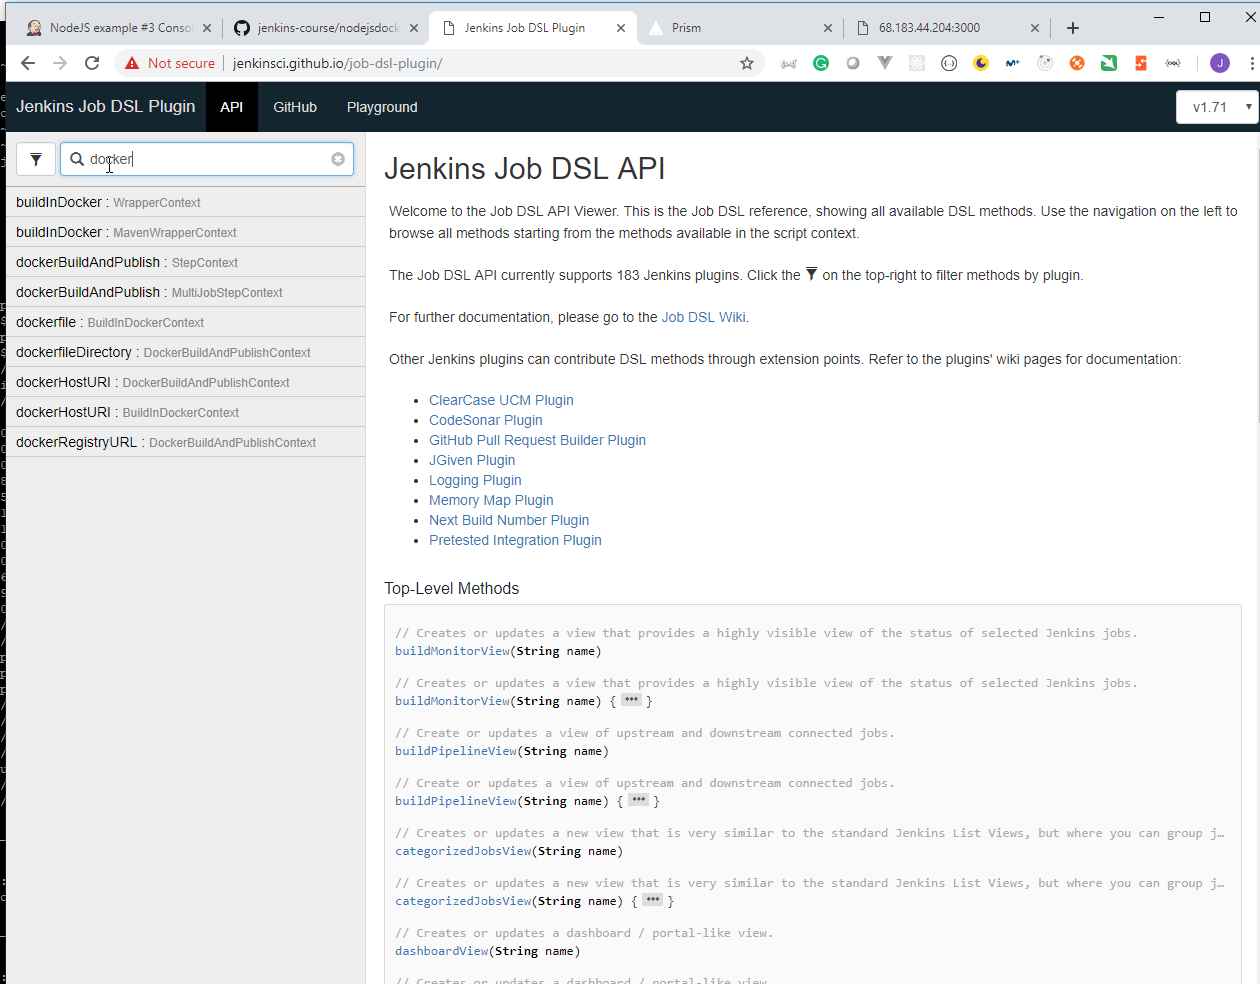 NodeJS example #3 Conso
jenkins-course/nodejsdock
Jenkins Job DSL Plugin
Prism
68.183.44.204:3000
Not secure
jenkinsci.github.io/job-dsl-plugin/
J
Jenkins Job DSL Plugin
API
GitHub
Playground
v1.71
docker
buildInDocker : WrapperContext
buildInDocker : MavenWrapperContext
dockerBuildAndPublish : StepContext
dockerBuildAndPublish : MultiJobStepContext
dockerfile : BuildInDockerContext
dockerfileDirectory : DockerBuildAndPublishContext
dockerHostURI : DockerBuildAndPublishContext
dockerHostURI : BuildInDockerContext
dockerRegistryURL : DockerBuildAndPublishContext
Jenkins Job DSL API
Welcome to the Job DSL API Viewer. This is the Job DSL reference, showing all available DSL methods. Use the navigation on the left to
browse all methods starting from the methods available in the script context.
The Job DSL API currently supports 183 Jenkins plugins. Click the on the top-right to filter methods by plugin.
For further documentation, please go to the Job DSL Wiki.
Other Jenkins plugins can contribute DSL methods through extension points. Refer to the plugins' wiki pages for documentation:
• ClearCase UCM Plugin
• CodeSonar Plugin
• GitHub Pull Request Builder Plugin
• JGiven Plugin
• Logging Plugin
• Memory Map Plugin
• Next Build Number Plugin
• Pretested Integration Plugin
Top-Level Methods
// Creates or updates a view that provides a highly visible view of the status of selected Jenkins jobs.
buildMonitorView(String name)
// Creates or updates a view that provides a highly visible view of the status of selected Jenkins jobs.
buildMonitorView(String name) { *** }
// Create or updates a view of upstream and downstream connected jobs.
buildPipelineView(String name)
// Create or updates a view of upstream and downstream connected jobs.
buildPipelineView(String name) { *** }
// Creates or updates a new view that is very similar to the standard Jenkins List Views, but where you can group j…
categorizedJobsView(String name)
// Creates or updates a new view that is very similar to the standard Jenkins List Views, but where you can group j…
categorizedJobsView(String name) { *** }
// Creates or updates a dashboard / portal-like view.
dashboardView(String name)
// Creates or updates a dashboard / portal-like view.